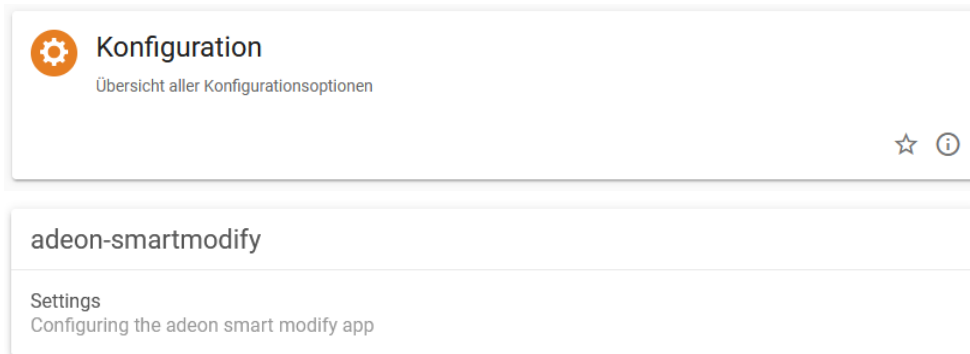 Konfiguration
Übersicht aller Konfigurationsoptionen
adeon-smartmodify
Settings
Configuring the adeon smart modify app